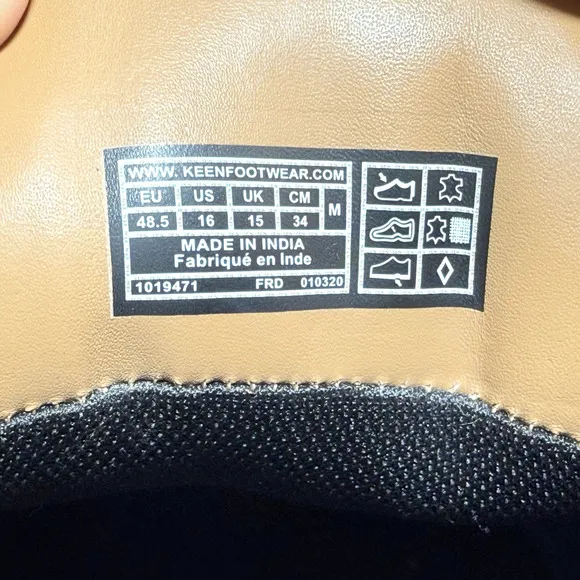 WWW. KEENFOOTWEAR.COM
EU US UK CM M
48.5 16 15 34
MADE IN INDIA
Fabriqué en Inde
1019471 FRD 010320